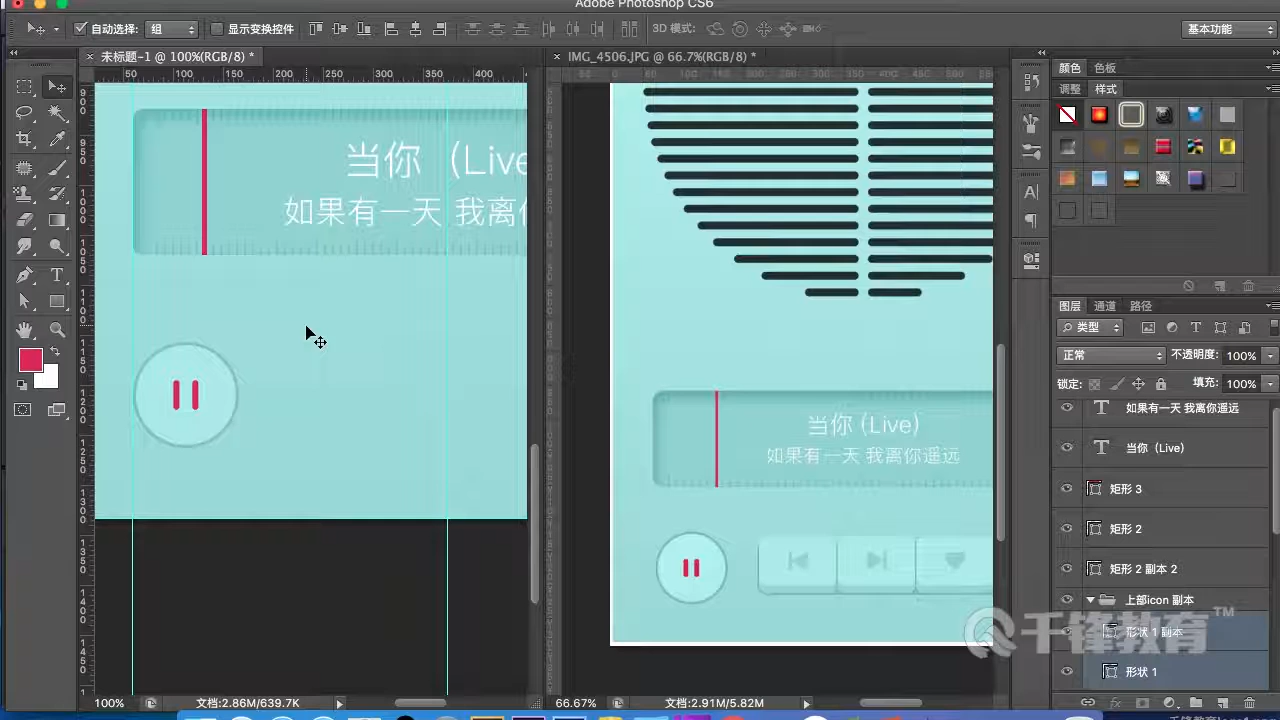 Adobe Photoshop CS6
自动选择: 组 显示变换控件 3D 模式: 基本功能
未标题-1 @ 100%(RGB/8) * IMG_4506.JPG @ 66.7%(RGB/8) *
颜色 色板
调整 样式
50 100 150 200 250 300 350 400
当你（Live
如果有一天 我离
当你 (Live)
如果有一天 我离你遥远
图层 通道 路径
类型
正常 不透明度: 100%
锁定: 填充: 100%
如果有一天 我离你遥远
当你（Live）
矩形 3
矩形 2
矩形 2 副本 2
上部icon 副本
形状 1 副本
形状 1
千锋教育™
100% 文档:2.86M/639.7K 66.67% 文档:2.91M/5.82M